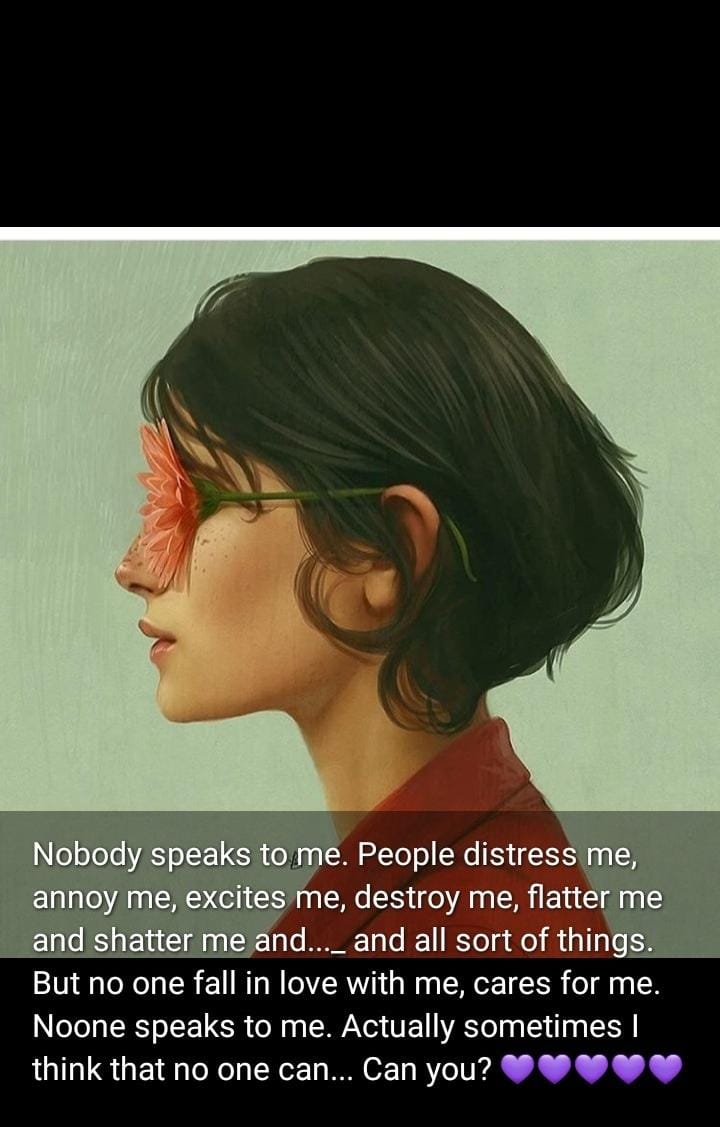 Nobody speaks to me. People distress me,
annoy me, excites me, destroy me, flatter me
and shatter me and..._ and all sort of things.
But no one fall in love with me, cares for me.
Noone speaks to me. Actually sometimes I
think that no one can... Can you? 💜💜💜💜💜